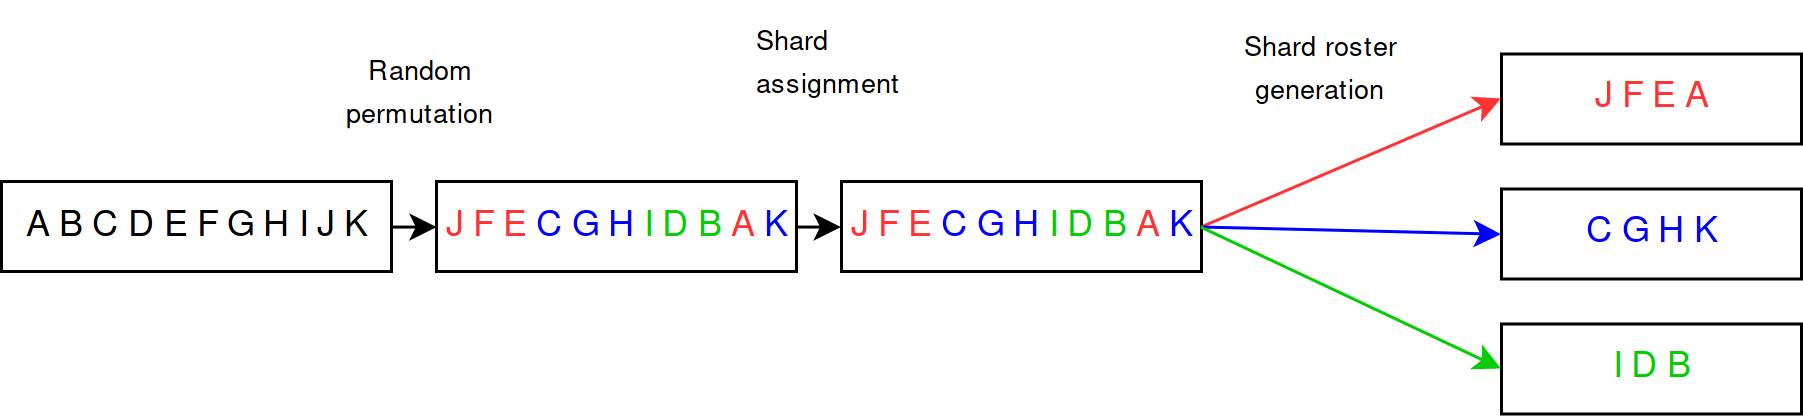 Random
permutation
Shard
assignment
Shard roster
generation
A B C D E F G H I J K
J F E C G H I D B A K
J F E C G H I D B A K
J F E A
C G H K
I D B